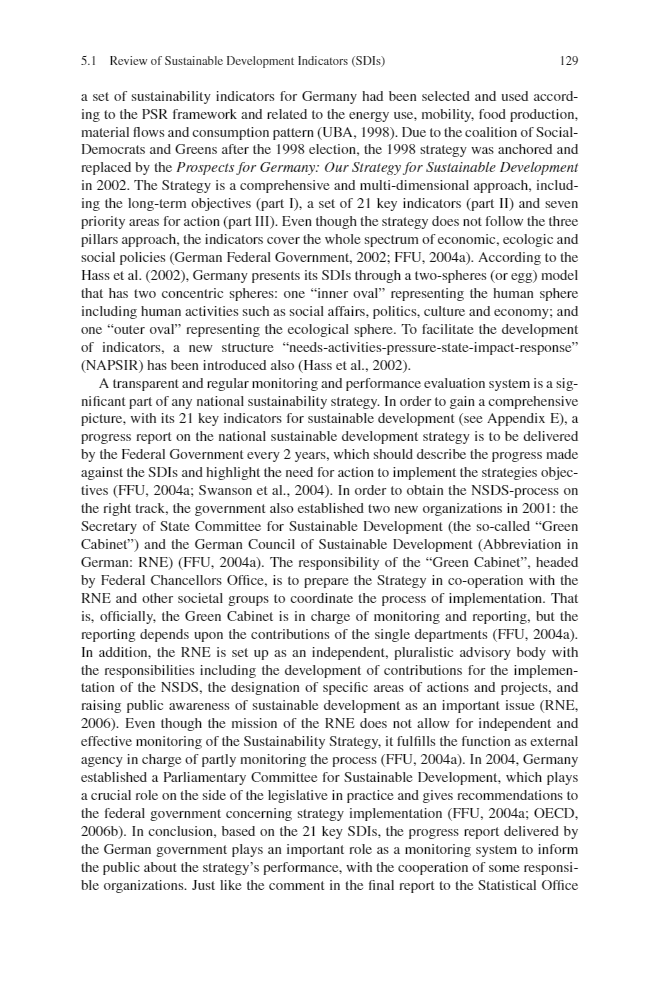 5.1 Review of Sustainable Development Indicators (SDIs) 129
a set of sustainability indicators for Germany had been selected and used accord-
ing to the PSR framework and related to the energy use, mobility, food production,
material flows and consumption pattern (UBA, 1998). Due to the coalition of Social-
Democrats and Greens after the 1998 election, the 1998 strategy was anchored and
replaced by the Prospects for Germany: Our Strategy for Sustainable Development
in 2002. The Strategy is a comprehensive and multi-dimensional approach, includ-
ing the long-term objectives (part I), a set of 21 key indicators (part II) and seven
priority areas for action (part III). Even though the strategy does not follow the three
pillars approach, the indicators cover the whole spectrum of economic, ecologic and
social policies (German Federal Government, 2002; FFU, 2004a). According to the
Hass et al. (2002), Germany presents its SDIs through a two-spheres (or egg) model
that has two concentric spheres: one “inner oval” representing the human sphere
including human activities such as social affairs, politics, culture and economy; and
one “outer oval” representing the ecological sphere. To facilitate the development
of indicators, a new structure “needs-activities-pressure-state-impact-response”
(NAPSIR) has been introduced also (Hass et al., 2002).
A transparent and regular monitoring and performance evaluation system is a sig-
nificant part of any national sustainability strategy. In order to gain a comprehensive
picture, with its 21 key indicators for sustainable development (see Appendix E), a
progress report on the national sustainable development strategy is to be delivered
by the Federal Government every 2 years, which should describe the progress made
against the SDIs and highlight the need for action to implement the strategies objec-
tives (FFU, 2004a; Swanson et al., 2004). In order to obtain the NSDS-process on
the right track, the government also established two new organizations in 2001: the
Secretary of State Committee for Sustainable Development (the so-called “Green
Cabinet”) and the German Council of Sustainable Development (Abbreviation in
German: RNE) (FFU, 2004a). The responsibility of the “Green Cabinet”, headed
by Federal Chancellors Office, is to prepare the Strategy in co-operation with the
RNE and other societal groups to coordinate the process of implementation. That
is, officially, the Green Cabinet is in charge of monitoring and reporting, but the
reporting depends upon the contributions of the single departments (FFU, 2004a).
In addition, the RNE is set up as an independent, pluralistic advisory body with
the responsibilities including the development of contributions for the implemen-
tation of the NSDS, the designation of specific areas of actions and projects, and
raising public awareness of sustainable development as an important issue (RNE,
2006). Even though the mission of the RNE does not allow for independent and
effective monitoring of the Sustainability Strategy, it fulfills the function as external
agency in charge of partly monitoring the process (FFU, 2004a). In 2004, Germany
established a Parliamentary Committee for Sustainable Development, which plays
a crucial role on the side of the legislative in practice and gives recommendations to
the federal government concerning strategy implementation (FFU, 2004a; OECD,
2006b). In conclusion, based on the 21 key SDIs, the progress report delivered by
the German government plays an important role as a monitoring system to inform
the public about the strategy’s performance, with the cooperation of some responsi-
ble organizations. Just like the comment in the final report to the Statistical Office